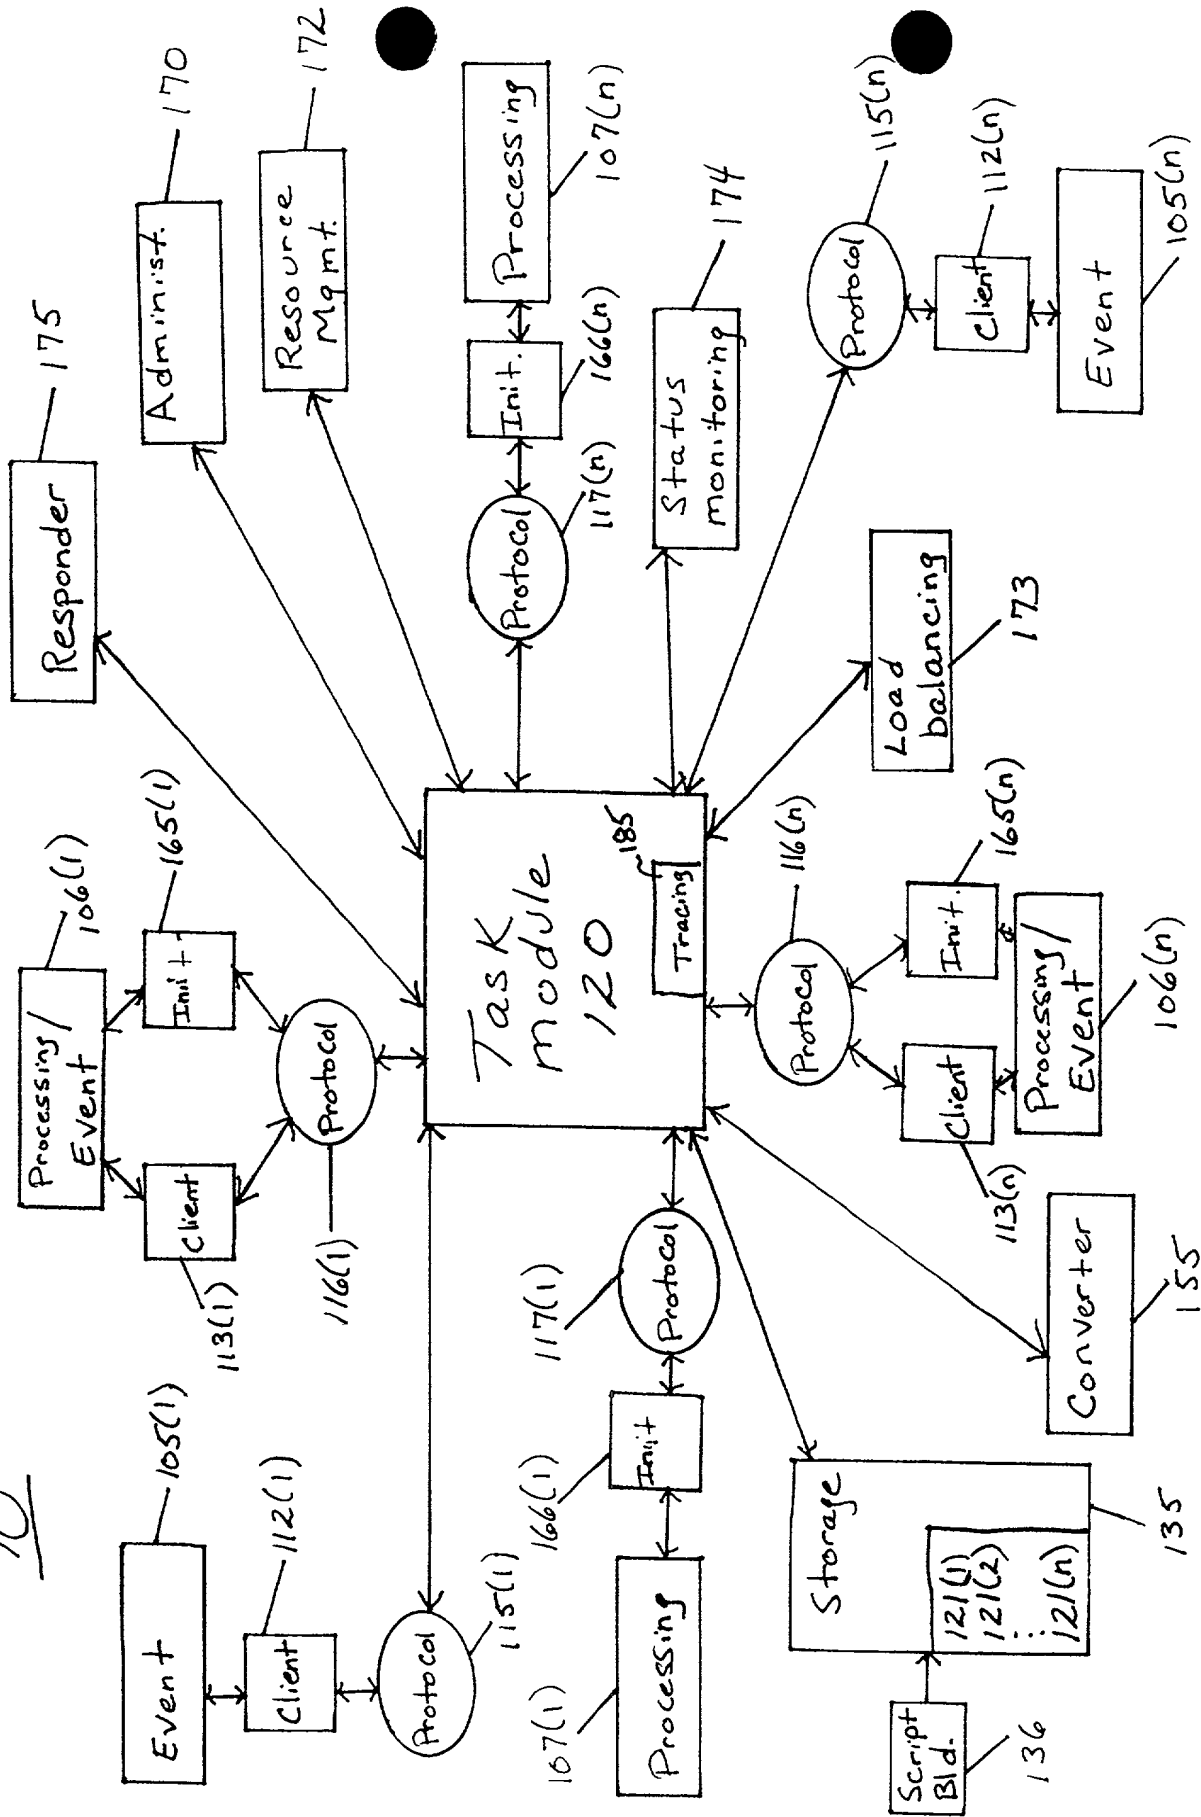 10
Event
105(1)
Client
112(1)
Protocol
115(1)
Processing/
Event
106(1)
Client
113(1)
Init
165(1)
Protocol
116(1)
Responder
175
Administ.
170
Resource
Mgmt.
172
Processing
107(1)
Init
166(1)
Protocol
117(1)
Task
module
120
Tracing
185
Protocol
117(n)
Init.
166(n)
Processing
107(n)
Status
monitoring
174
Script
Bld.
136
Storage
121(1)
121(2)
:
121(n)
135
Converter
155
Protocol
116(n)
Client
113(n)
Init.
165(n)
Processing/
Event
106(n)
Load
balancing
173
Protocol
115(n)
Client
112(n)
Event
105(n)